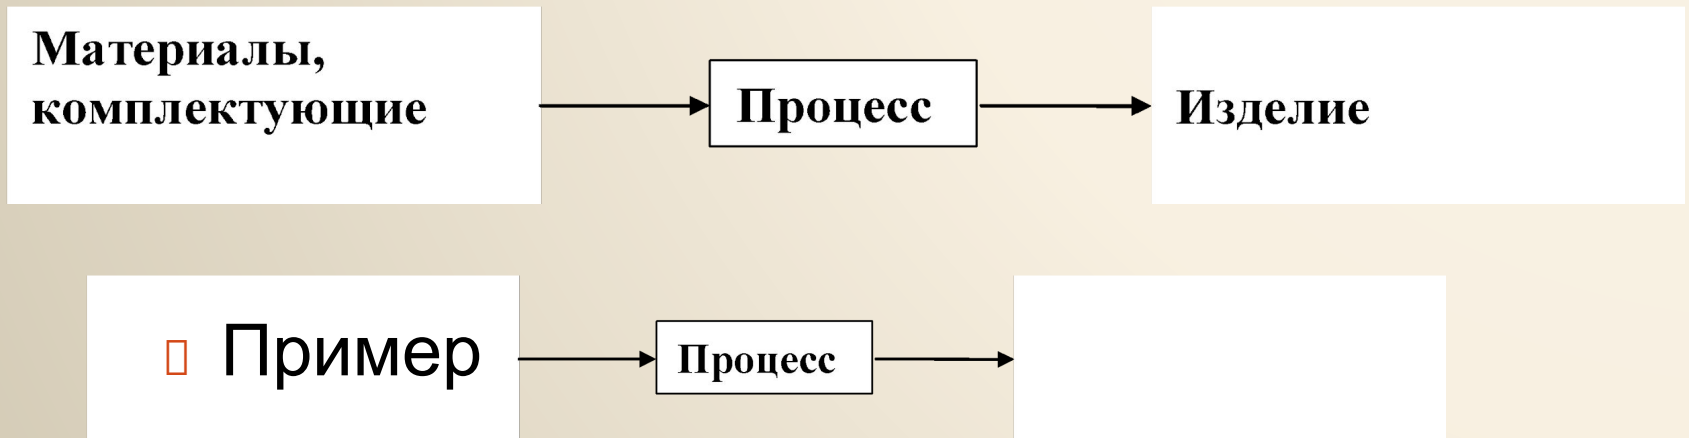 Материалы,
комплектующие
Процесс
Изделие
Пример
Процесс